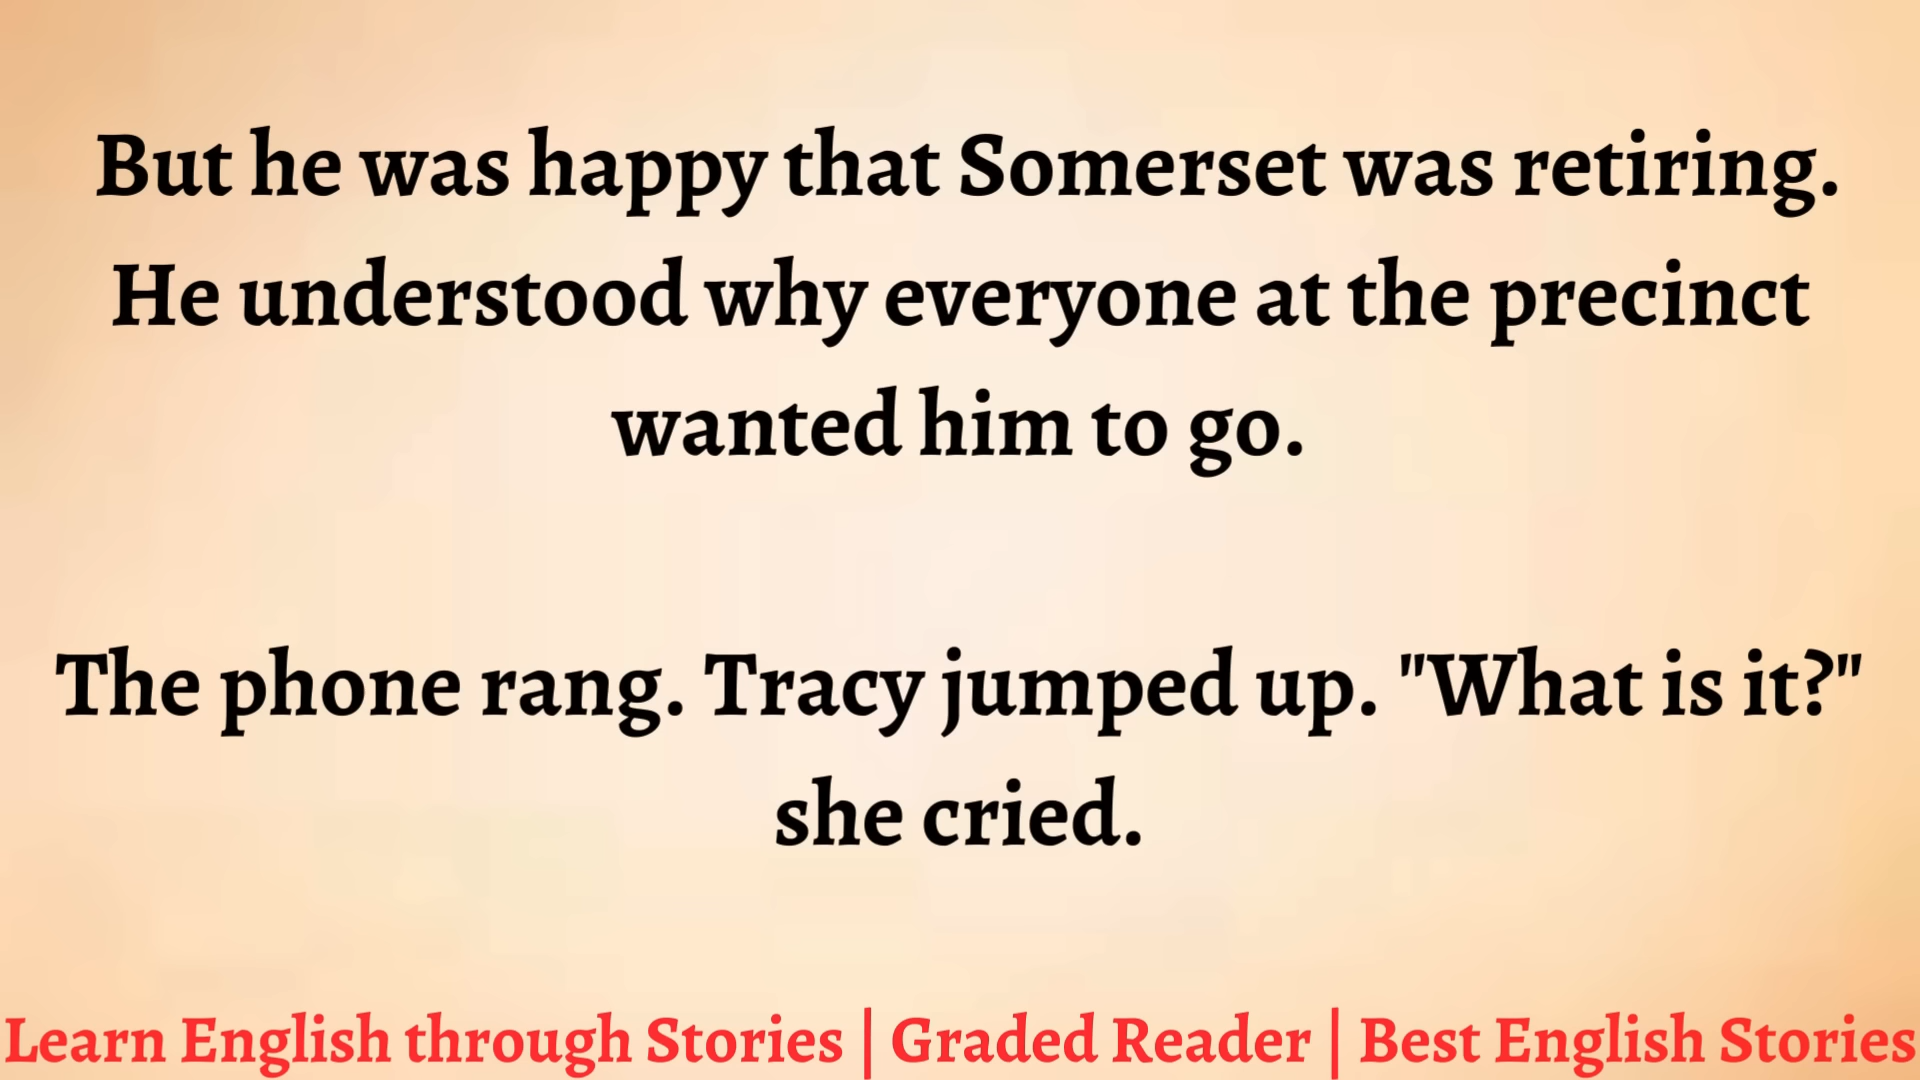 But he was happy that Somerset was retiring.
He understood why everyone at the precinct
wanted him to go.
The phone rang. Tracy jumped up. "What is it?"
she cried.
Learn English through Stories | Graded Reader | Best English Stories